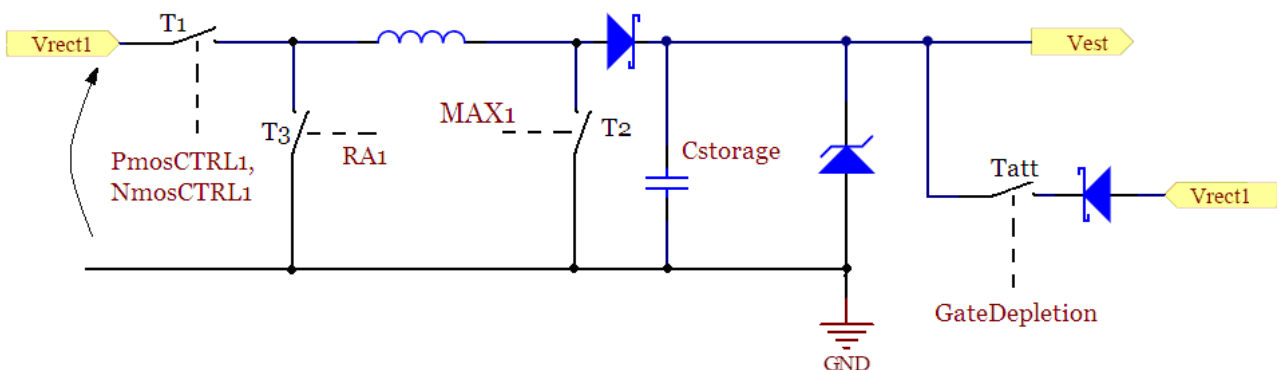 T1
Vrect1
Vest
MAX1
T3
T2
RA1
Cstorage
PmosCTRL1,
NmosCTRL1
Tatt
Vrect1
GateDepletion
GND